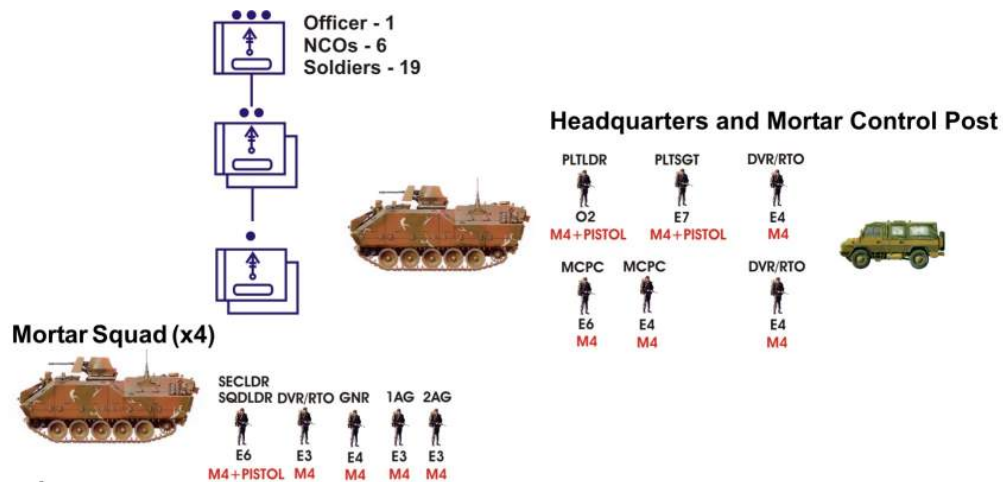 Officer - 1
NCOs - 6
Soldiers - 19
Headquarters and Mortar Control Post
PLTLDR PLTSGT DVR/RTO
O2 E7 E4
M4+PISTOL M4+PISTOL M4
MCPC MCPC DVR/RTO
E6 E4 E4
M4 M4 M4
Mortar Squad (x4)
SECLDR
SQDLDR DVR/RTO GNR 1AG 2AG
E6 E3 E4 E3 E3
M4+PISTOL M4 M4 M4 M4